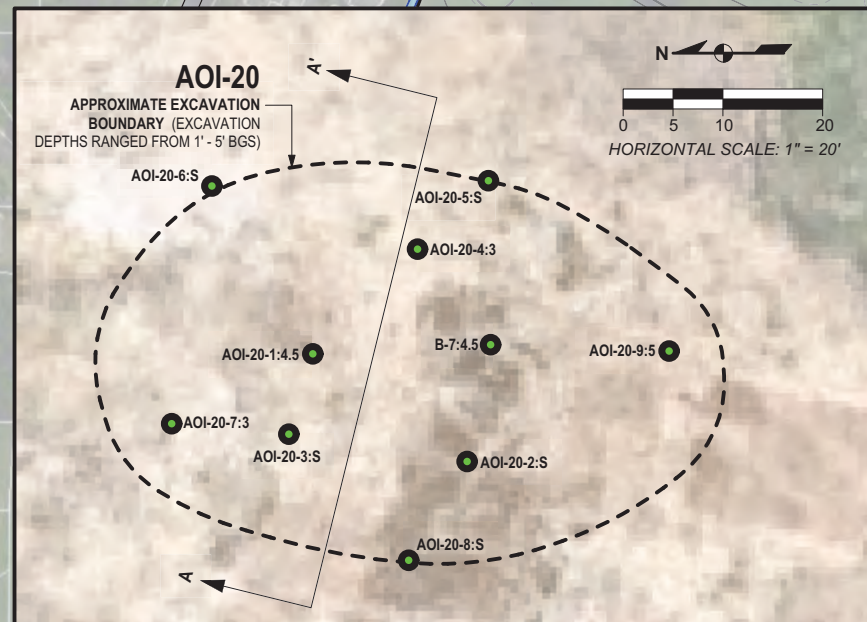 AOI-20
APPROXIMATE EXCAVATION
BOUNDARY (EXCAVATION
DEPTHS RANGED FROM 1' - 5' BGS)
A'
N
0 5 10 20
HORIZONTAL SCALE: 1" = 20'
AOI-20-6:S
AOI-20-5:S
AOI-20-4:3
AOI-20-1:4.5
B-7:4.5
AOI-20-9:5
AOI-20-7:3
AOI-20-3:S
AOI-20-2:S
AOI-20-8:S
A